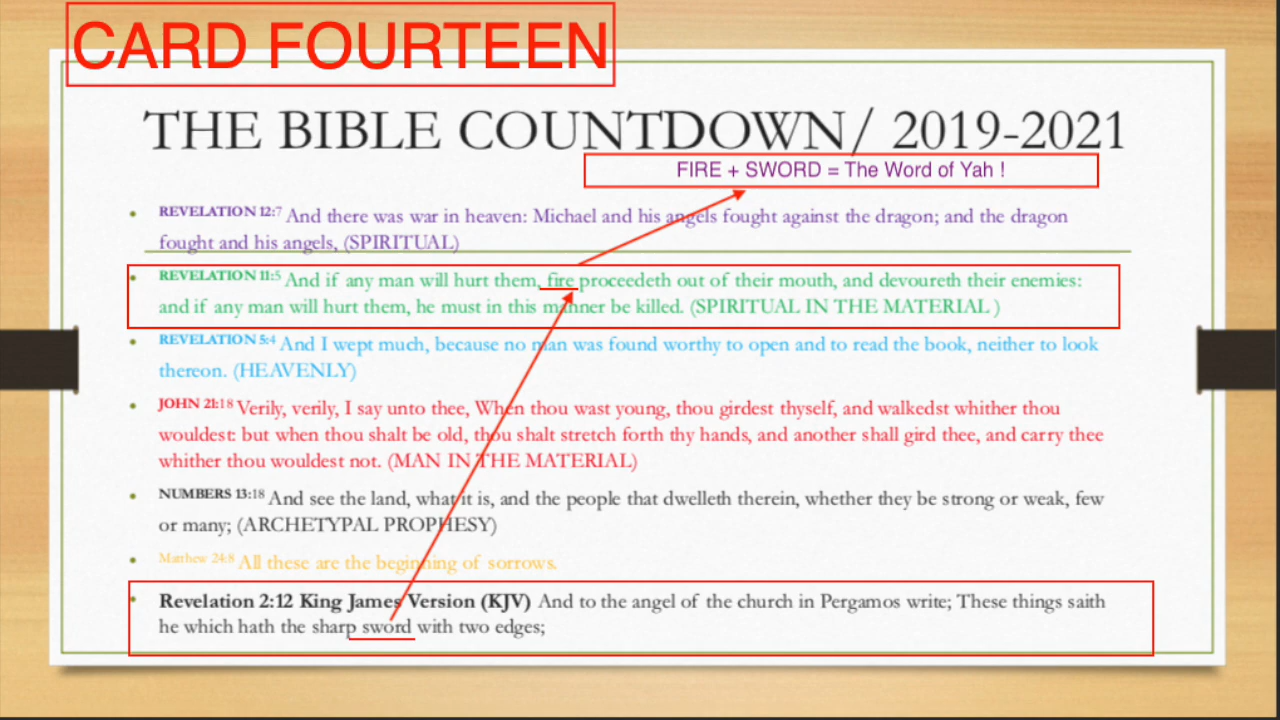 CARD FOURTEEN
THE BIBLE COUNTDOWN/ 2019-2021
FIRE + SWORD = The Word of Yah !
• REVELATION 12:7 And there was war in heaven: Michael and his angels fought against the dragon; and the dragon
fought and his angels, (SPIRITUAL)
• REVELATION 11:5 And if any man will hurt them, fire proceedeth out of their mouth, and devoureth their enemies:
and if any man will hurt them, he must in this manner be killed. (SPIRITUAL IN THE MATERIAL )
• REVELATION 5:4 And I wept much, because no man was found worthy to open and to read the book, neither to look
thereon. (HEAVENLY)
• JOHN 21:18 Verily, verily, I say unto thee, When thou wast young, thou girdest thyself, and walkedst whither thou
wouldest: but when thou shalt be old, thou shalt stretch forth thy hands, and another shall gird thee, and carry thee
whither thou wouldest not. (MAN IN THE MATERIAL)
• NUMBERS 13:18 And see the land, what it is, and the people that dwelleth therein, whether they be strong or weak, few
or many; (ARCHETYPAL PROPHESY)
• Matthew 24:8 All these are the beginning of sorrows.
• Revelation 2:12 King James Version (KJV) And to the angel of the church in Pergamos write; These things saith
he which hath the sharp sword with two edges;